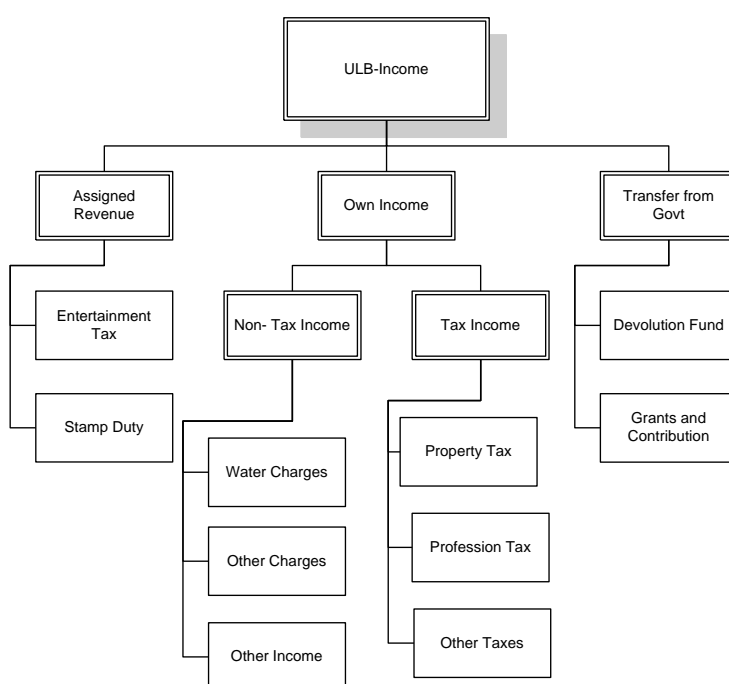 ULB-Income
Assigned
Revenue
Own Income
Transfer from
Govt
Entertainment
Tax
Non- Tax Income
Tax Income
Devolution Fund
Stamp Duty
Grants and
Contribution
Water Charges
Property Tax
Other Charges
Profession Tax
Other Income
Other Taxes